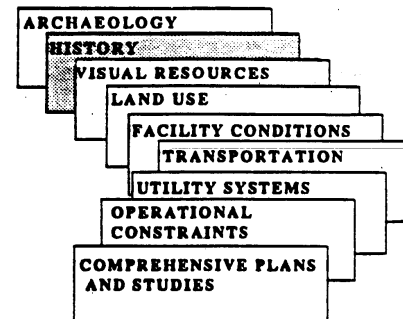 ARCHAEOLOGY
HISTORY
VISUAL RESOURCES
LAND USE
FACILITY CONDITIONS
TRANSPORTATION
UTILITY SYSTEMS
OPERATIONAL
CONSTRAINTS
COMPREHENSIVE PLANS
AND STUDIES